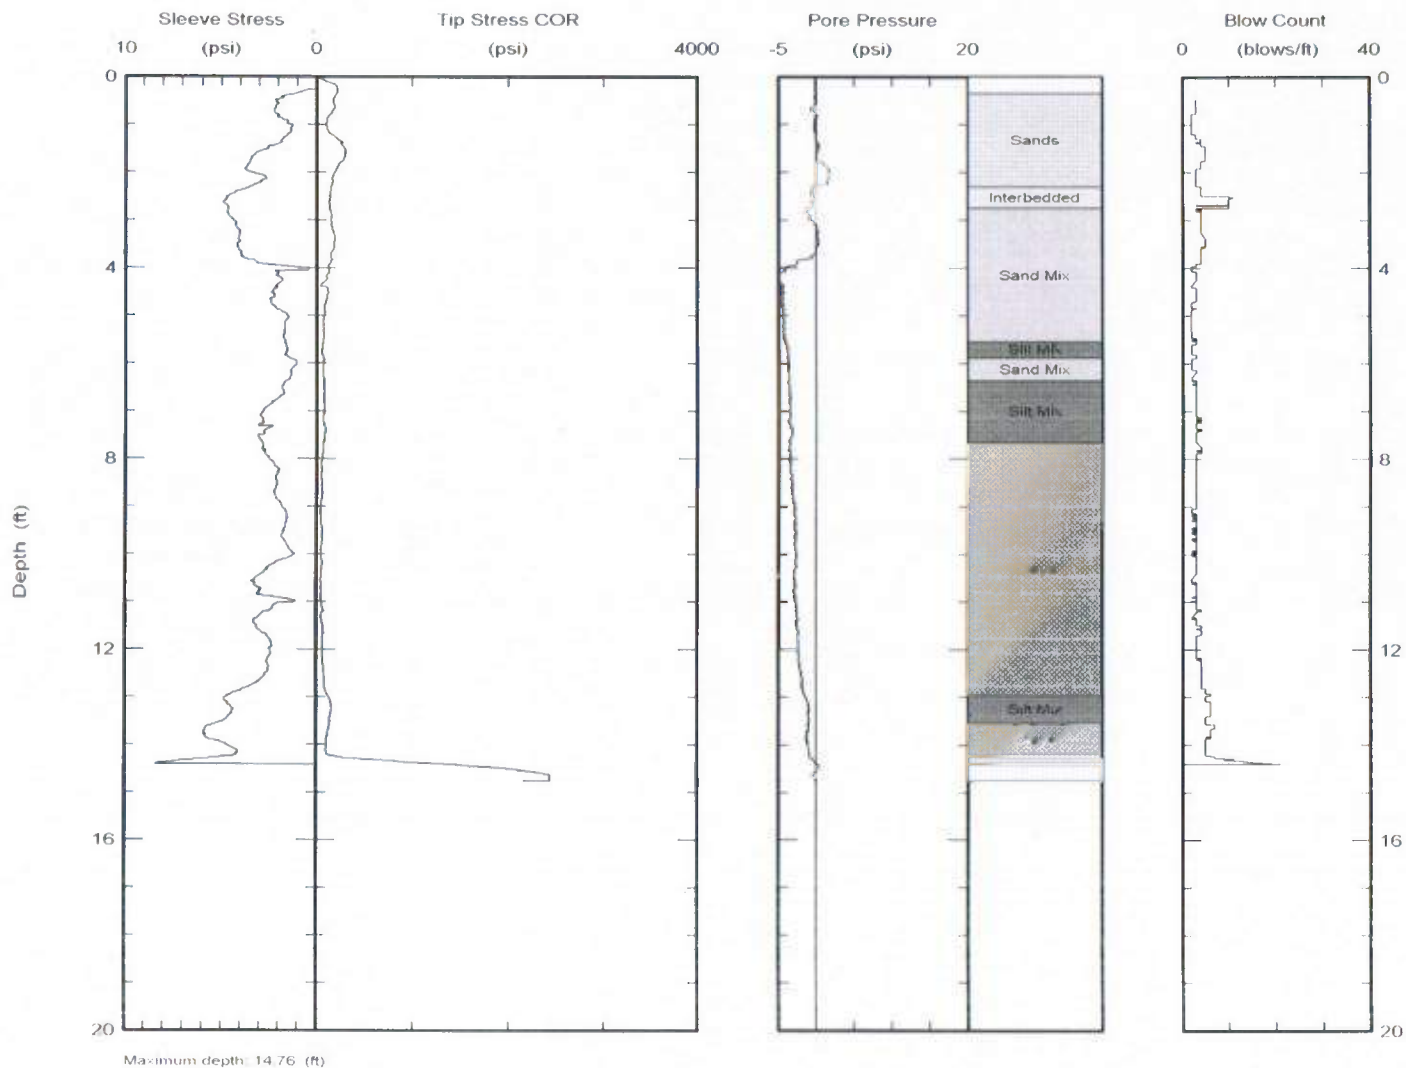 Sleeve Stress Tip Stress COR Pore Pressure Blow Count
10 (psi) 0 (psi) 4000 -5 (psi) 20 0 (blows/ft) 40
0 0
Sands
Interbedded
4 Sand Mix 4
Silt Mix
Sand Mix
Silt Mix
8 8
Depth (ft)
12 12
Silt Mix
16 16
20 20
Maximum depth: 14.76 (ft)